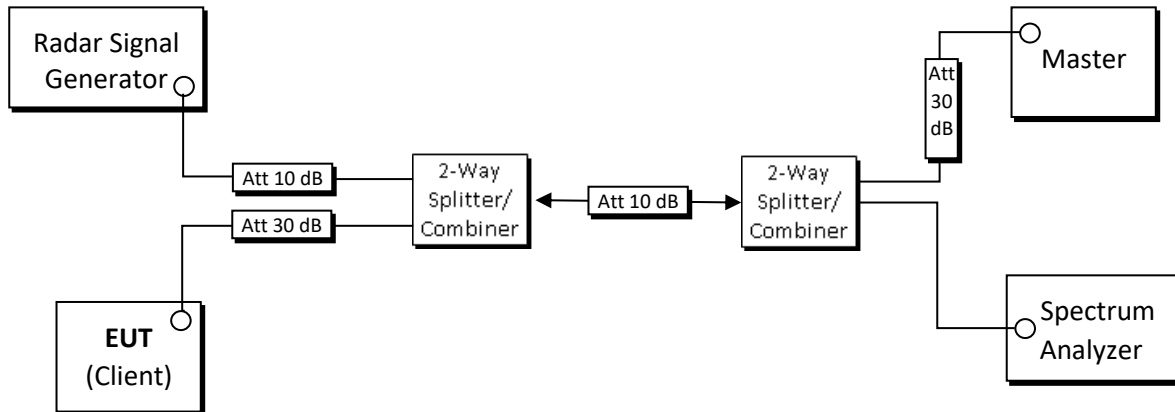 Radar Signal
Generator
Att 10 dB
Att 30 dB
EUT
(Client)
2-Way
Splitter/
Combiner
Att 10 dB
2-Way
Splitter/
Combiner
Att
30
dB
Master
Spectrum
Analyzer